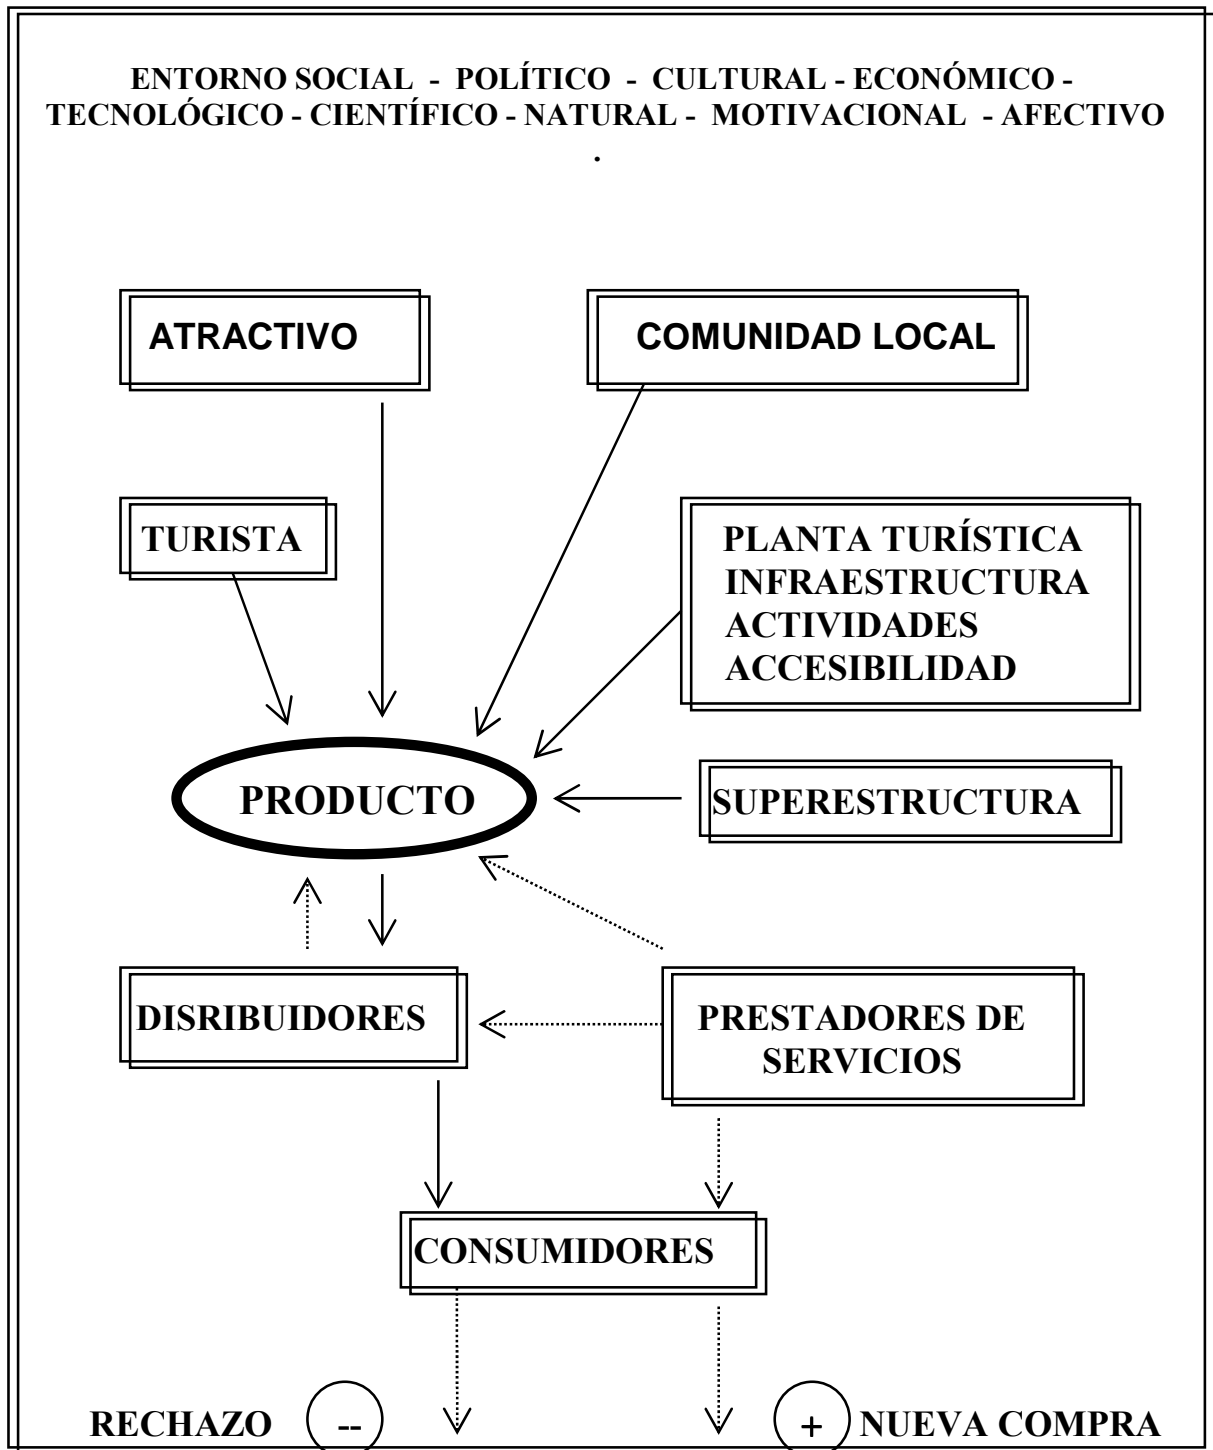 ENTORNO SOCIAL - POLÍTICO - CULTURAL - ECONÓMICO -
TECNOLÓGICO - CIENTÍFICO - NATURAL - MOTIVACIONAL - AFECTIVO
.
ATRACTIVO
COMUNIDAD LOCAL
TURISTA
PLANTA TURÍSTICA
INFRAESTRUCTURA
ACTIVIDADES
ACCESIBILIDAD
PRODUCTO
SUPERESTRUCTURA
DISRIBUIDORES
PRESTADORES DE
SERVICIOS
CONSUMIDORES
RECHAZO --
+ NUEVA COMPRA